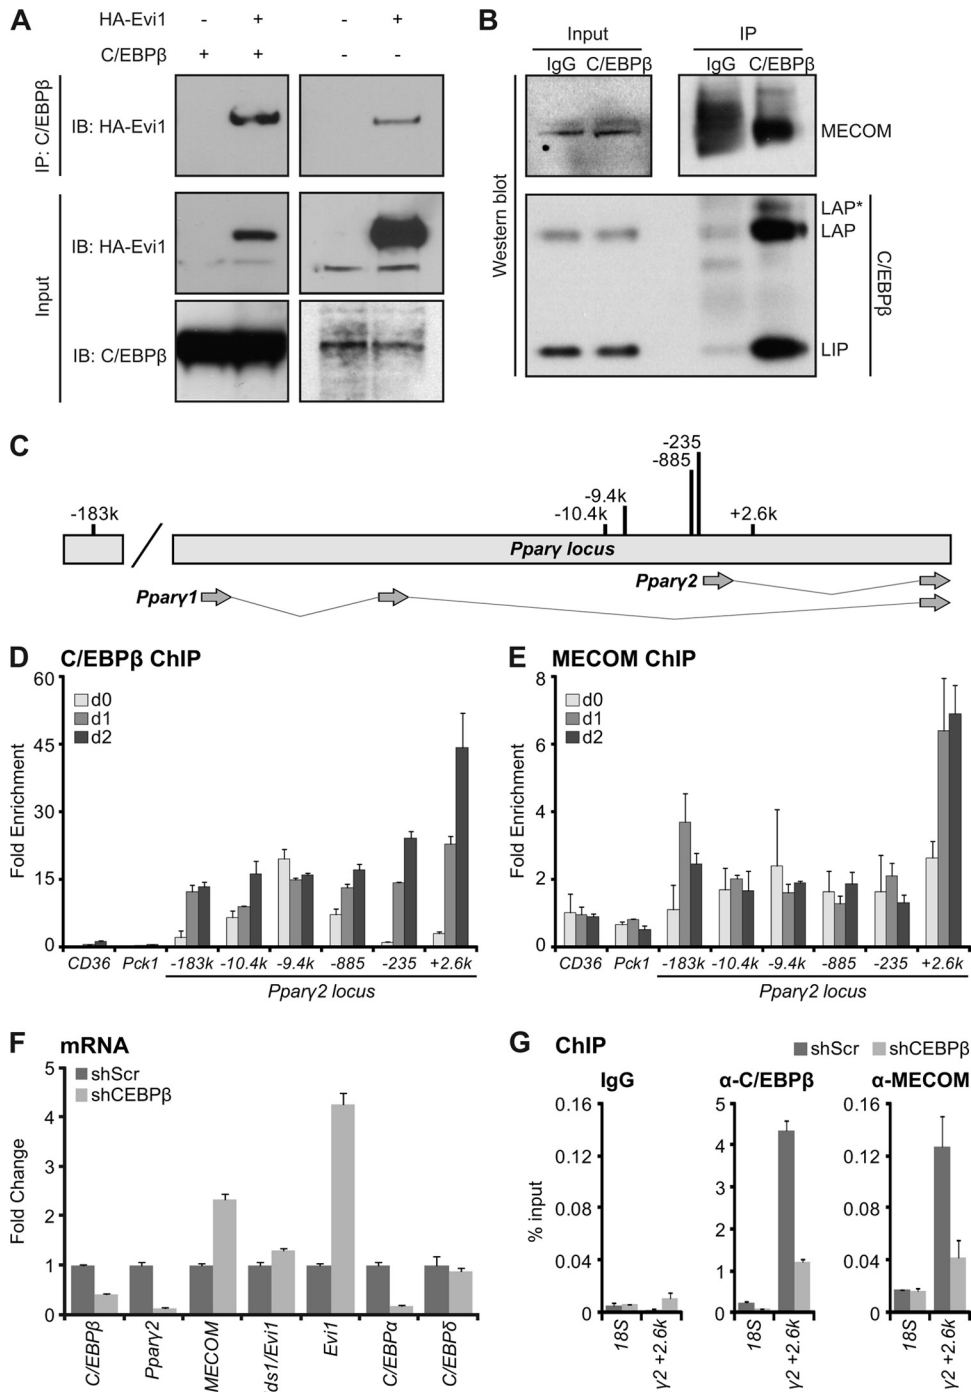 A
HA-Evi1 - + - +
C/EBPβ + + - -
IP: C/EBPβ
IB: HA-Evi1
Input
IB: HA-Evi1
IB: C/EBPβ
B
Input IP
IgG C/EBPβ IgG C/EBPβ
Western blot
MECOM
LAP*
LAP
LIP
C/EBPβ
C
-183k
-10.4k
-9.4k
-885
-235
+2.6k
Pparγ locus
Pparγ2
Pparγ1
D C/EBPβ ChIP
Fold Enrichment
60
45
30
15
0
d0
d1
d2
CD36 Pck1 -183k -10.4k -9.4k -885 -235 +2.6k
Pparγ2 locus
E MECOM ChIP
Fold Enrichment
8
6
4
2
0
d0
d1
d2
CD36 Pck1 -183k -10.4k -9.4k -885 -235 +2.6k
Pparγ2 locus
F mRNA
Fold Change
5
4
3
2
1
0
shScr
shCEBPβ
C/EBPβ Pparγ2 MECOM ds1/Evi1 Evi1 C/EBPα C/EBPδ
G ChIP
shScr shCEBPβ
IgG α-C/EBPβ α-MECOM
% input
0.16
0.12
0.08
0.04
0
18S γ2 +2.6k
5
4
3
2
1
0
18S γ2 +2.6k
0.16
0.12
0.08
0.04
0
18S γ2 +2.6k